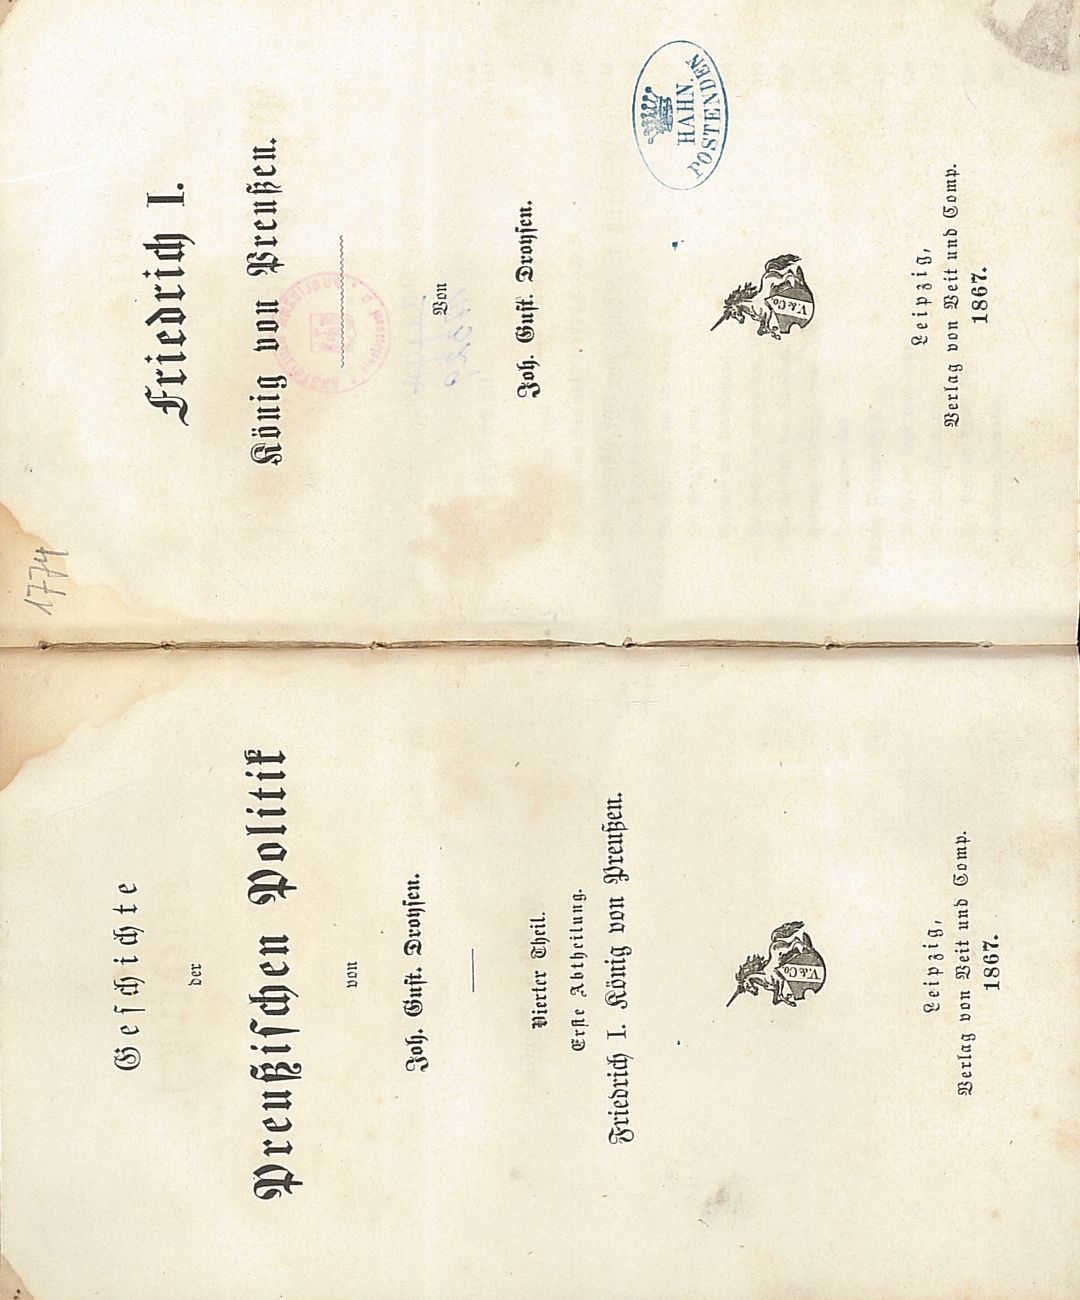 Geschichte
der
Preußischen Politik
von
Joh. Gust. Droysen.
Vierter Theil.
Erste Abtheilung.
Friedrich I. König von Preußen.
V. & Co.
Leipzig,
Verlag von Veit und Comp.
1867.
1774
Friedrich I.
König von Preußen.
Von
Joh. Gust. Droysen.
HAHN.
POSTENDEN
V. & Co.
Leipzig,
Verlag von Veit und Comp.
1867.